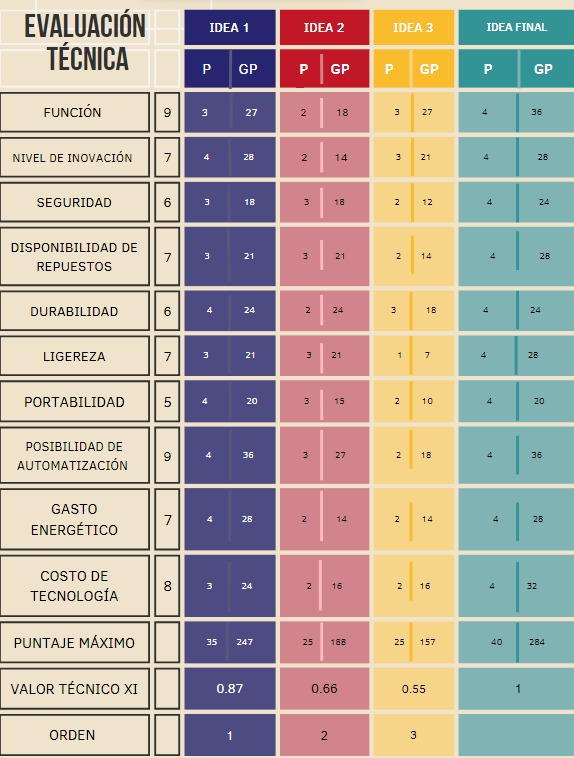 EVALUACIÓN
TÉCNICA
IDEA 1 IDEA 2 IDEA 3 IDEA FINAL
P GP P GP P GP P GP
FUNCIÓN 9 3 27 2 18 3 27 4 36
NIVEL DE INOVACIÓN 7 4 28 2 14 3 21 4 28
SEGURIDAD 6 3 18 3 18 2 12 4 24
DISPONIBILIDAD DE
REPUESTOS 7 3 21 3 21 2 14 4 28
DURABILIDAD 6 4 24 2 24 3 18 4 24
LIGEREZA 7 3 21 3 21 1 7 4 28
PORTABILIDAD 5 4 20 3 15 2 10 4 20
POSIBILIDAD DE
AUTOMATIZACIÓN 9 4 36 3 27 2 18 4 36
GASTO
ENERGÉTICO 7 4 28 2 14 2 14 4 28
COSTO DE
TECNOLOGÍA 8 3 24 2 16 2 16 4 32
PUNTAJE MÁXIMO 35 247 25 188 25 157 40 284
VALOR TÉCNICO XI 0.87 0.66 0.55 1
ORDEN 1 2 3